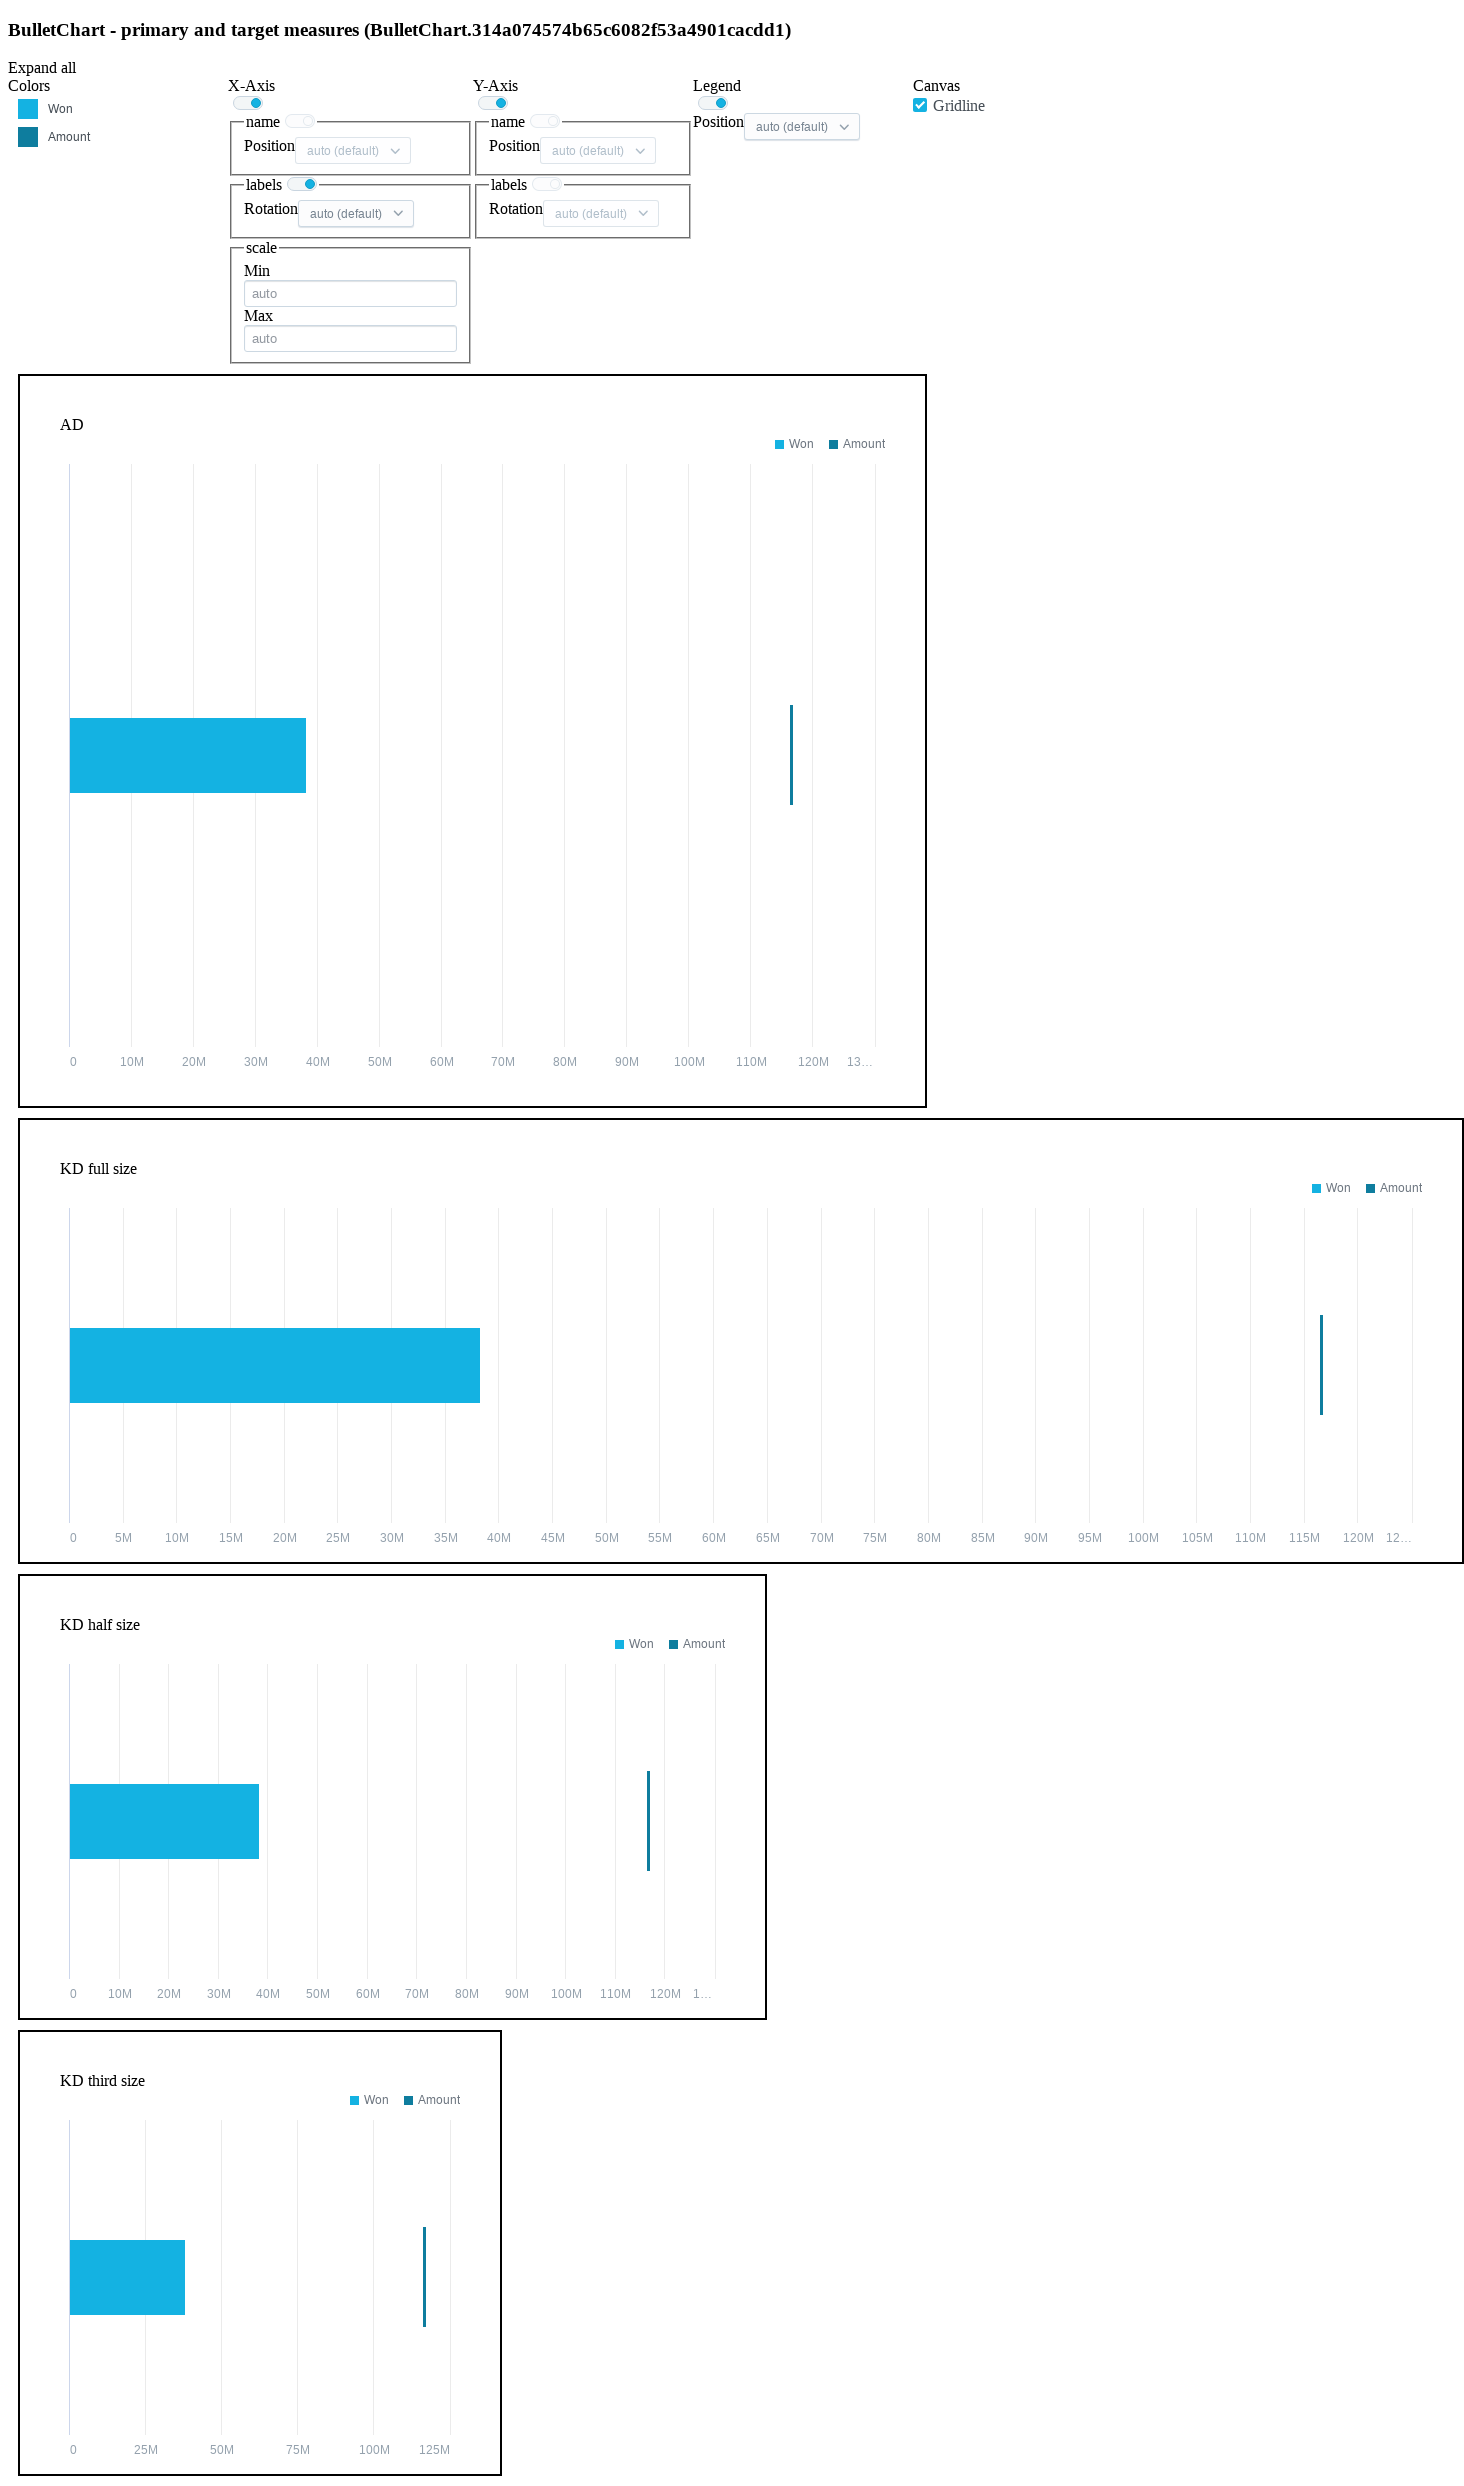 BulletChart - primary and target measures (BulletChart.314a074574b65c6082f53a4901cacdd1)
Expand all
Colors
Won
Amount
X-Axis
name
Position auto (default)
labels
Rotation auto (default)
scale
Min
auto
Max
auto
Y-Axis
name
Position auto (default)
labels
Rotation auto (default)
Legend
Position auto (default)
Canvas
Gridline
AD
Won Amount
0 10M 20M 30M 40M 50M 60M 70M 80M 90M 100M 110M 120M 13…
KD full size
Won Amount
0 5M 10M 15M 20M 25M 30M 35M 40M 45M 50M 55M 60M 65M 70M 75M 80M 85M 90M 95M 100M 105M 110M 115M 120M 12…
KD half size
Won Amount
0 10M 20M 30M 40M 50M 60M 70M 80M 90M 100M 110M 120M 1…
KD third size
Won Amount
0 25M 50M 75M 100M 125M